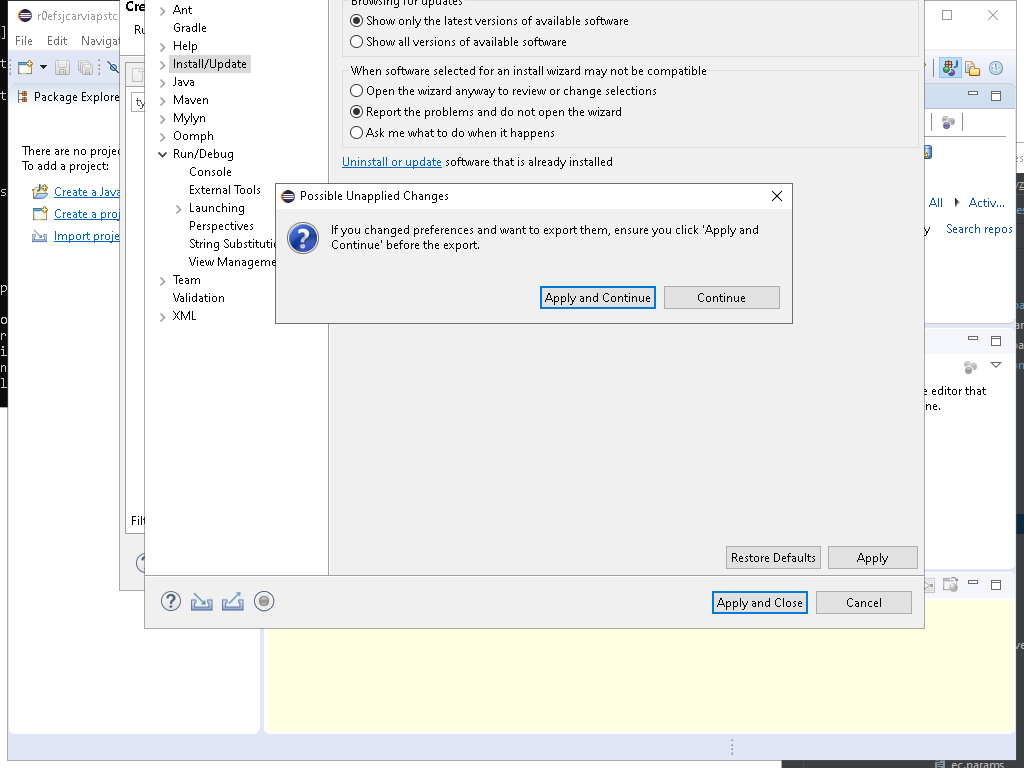 r0efsjcarviapstc
Cre
File Edit Navigat
Ru
Package Explore
ty
There are no projec
To add a project:
Create a Java
Create a proj
Import proje
Filt
Ant
Gradle
Help
Install/Update
Java
Maven
Mylyn
Oomph
Run/Debug
Console
External Tools
Launching
Perspectives
String Substitutio
View Manageme
Team
Validation
XML
Browsing for updates
Show only the latest versions of available software
Show all versions of available software
When software selected for an install wizard may not be compatible
Open the wizard anyway to review or change selections
Report the problems and do not open the wizard
Ask me what to do when it happens
Uninstall or update software that is already installed
Possible Unapplied Changes
If you changed preferences and want to export them, ensure you click 'Apply and
Continue' before the export.
Apply and Continue
Continue
Restore Defaults
Apply
Apply and Close
Cancel
All Activ...
y Search repos
e editor that
ne.
ec.params